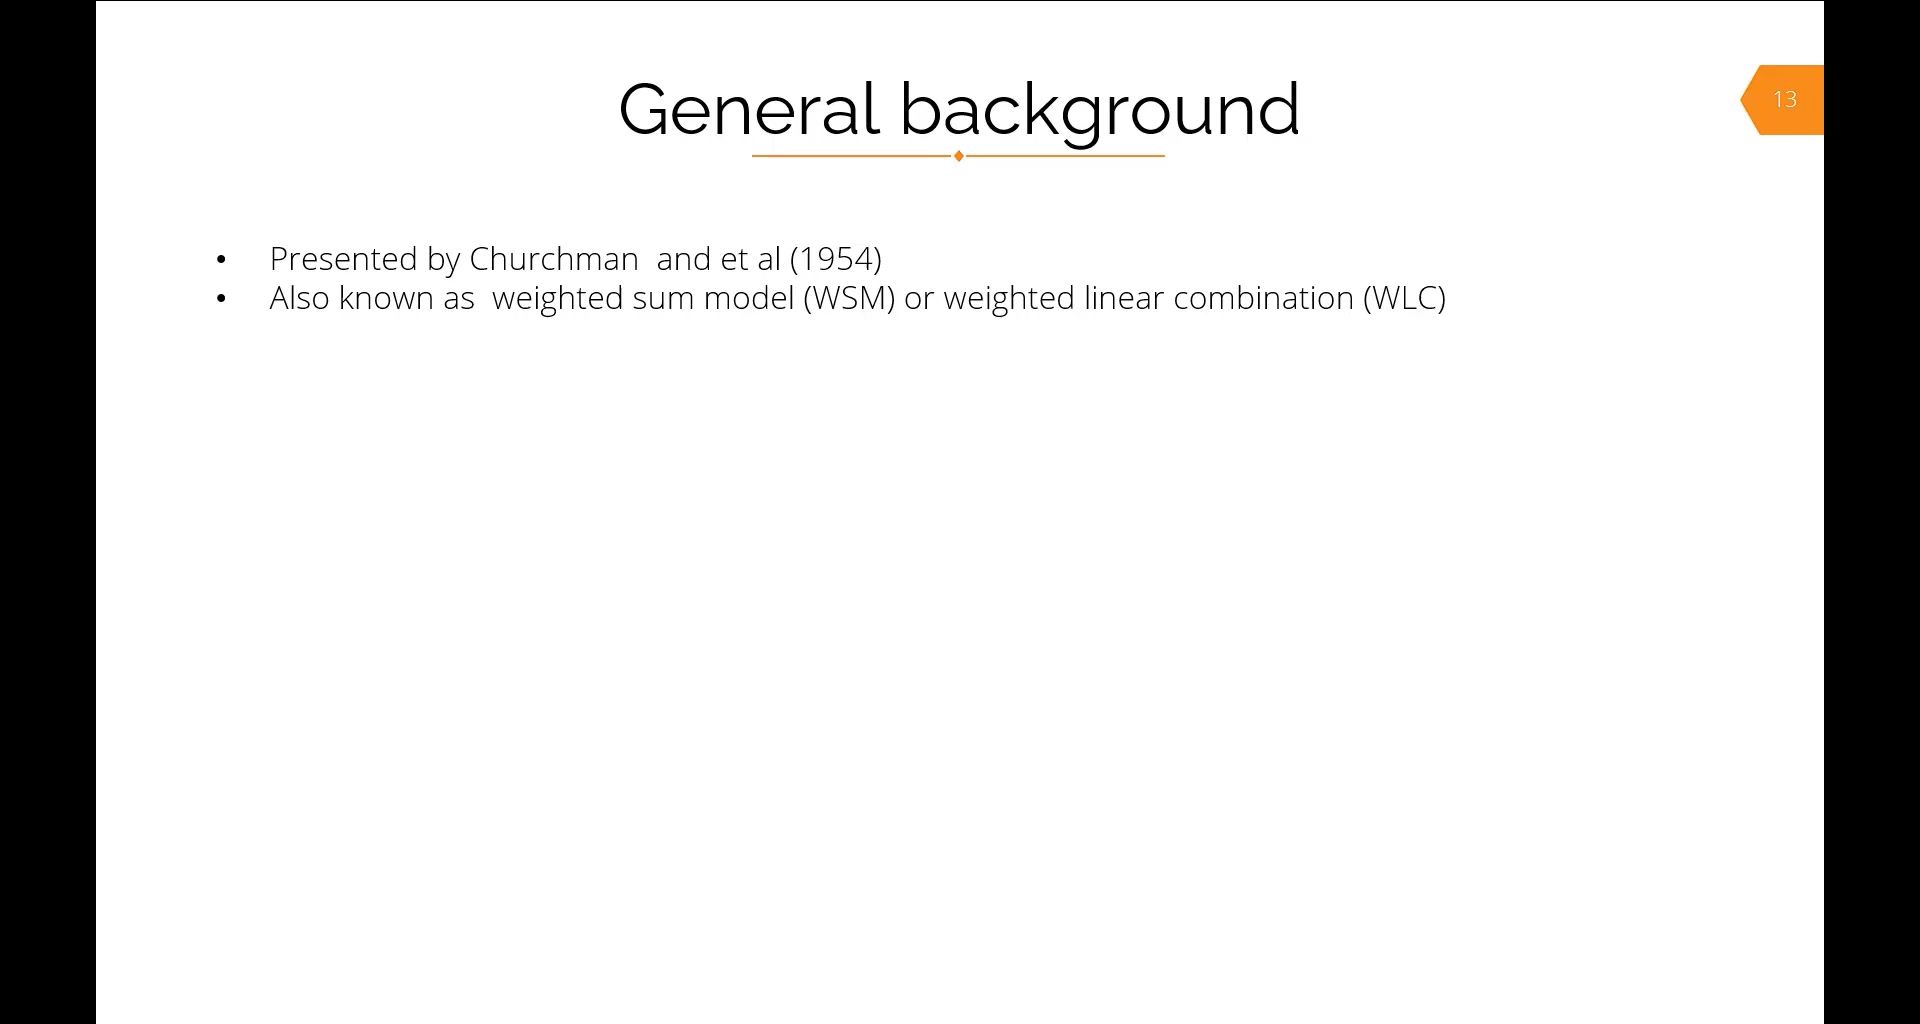 General background
13
• Presented by Churchman  and et al (1954)
• Also known as  weighted sum model (WSM) or weighted linear combination (WLC)